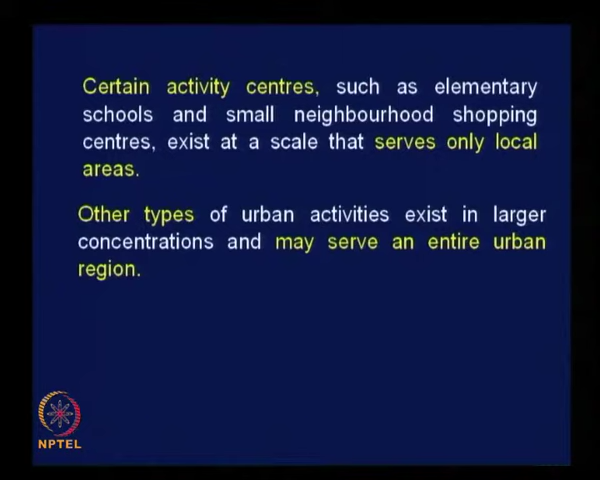 Certain activity centres, such as elementary
schools and small neighbourhood shopping
centres, exist at a scale that serves only local
areas.
Other types of urban activities exist in larger
concentrations and may serve an entire urban
region.
NPTEL